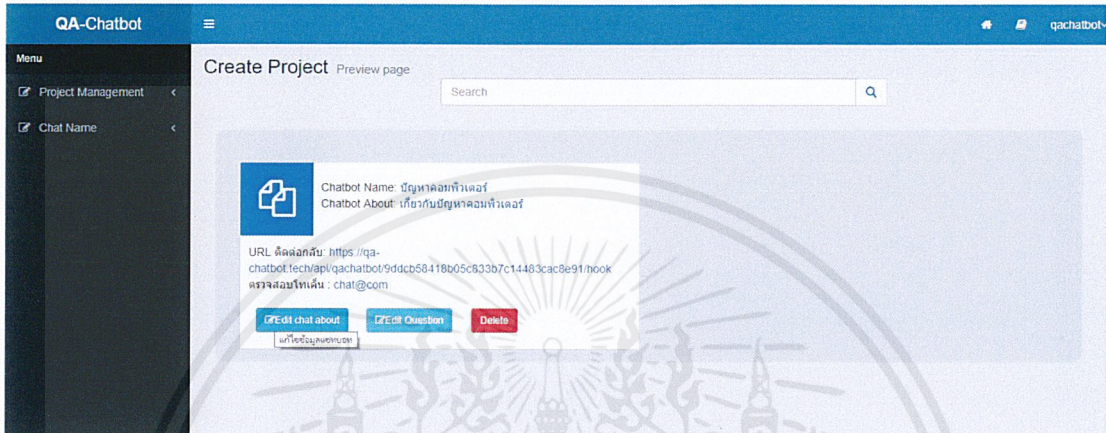 QA-Chatbot
qachatbot
Menu
Project Management
Chat Name
Create Project Preview page
Search
Chatbot Name: ปัญหาคอมพิวเตอร์
Chatbot About: เกี่ยวกับปัญหาคอมพิวเตอร์
URL ติดต่อกลับ: https://qa-
chatbot.tech/api/qachatbot/9ddcb58418b05c833b7c14483cac8e91/hook
ตรวจสอบโทเค็น : chat@com
Edit chat about
Edit Question
Delete
แก้ไขข้อมูลแชทบอท